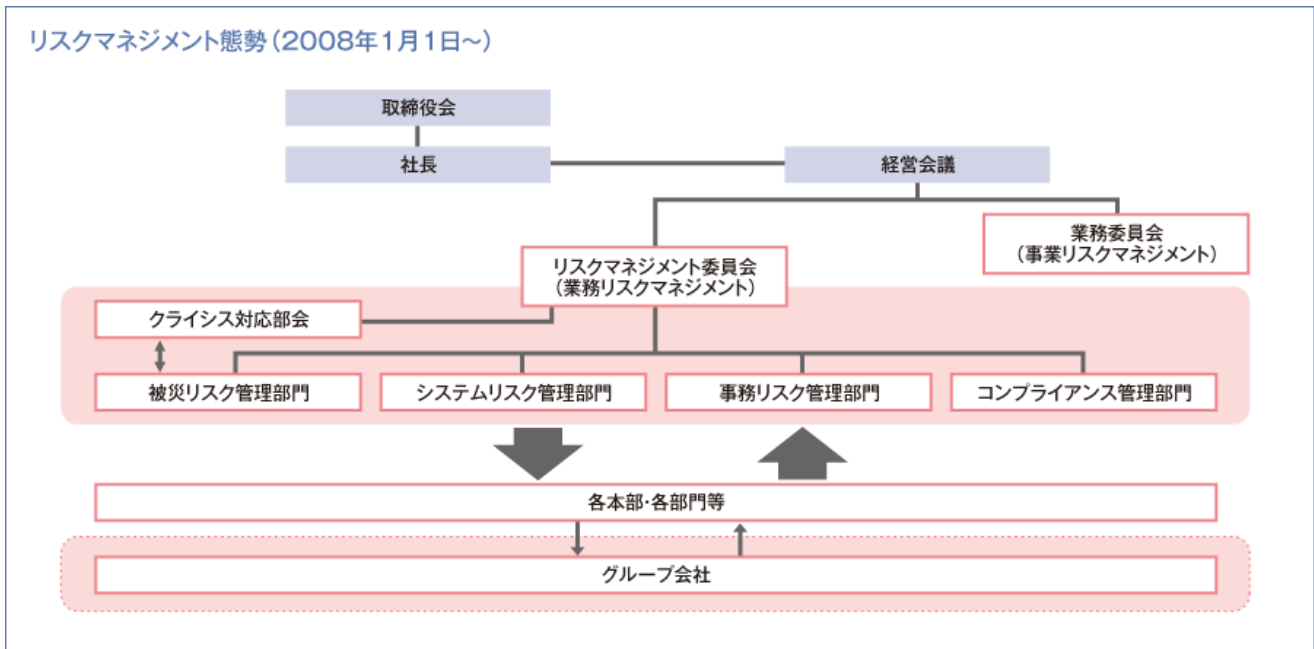 リスクマネジメント態勢（2008年1月1日～）
取締役会
社長
経営会議
業務委員会
（事業リスクマネジメント）
リスクマネジメント委員会
（業務リスクマネジメント）
クライシス対応部会
被災リスク管理部門
システムリスク管理部門
事務リスク管理部門
コンプライアンス管理部門
各本部・各部門等
グループ会社